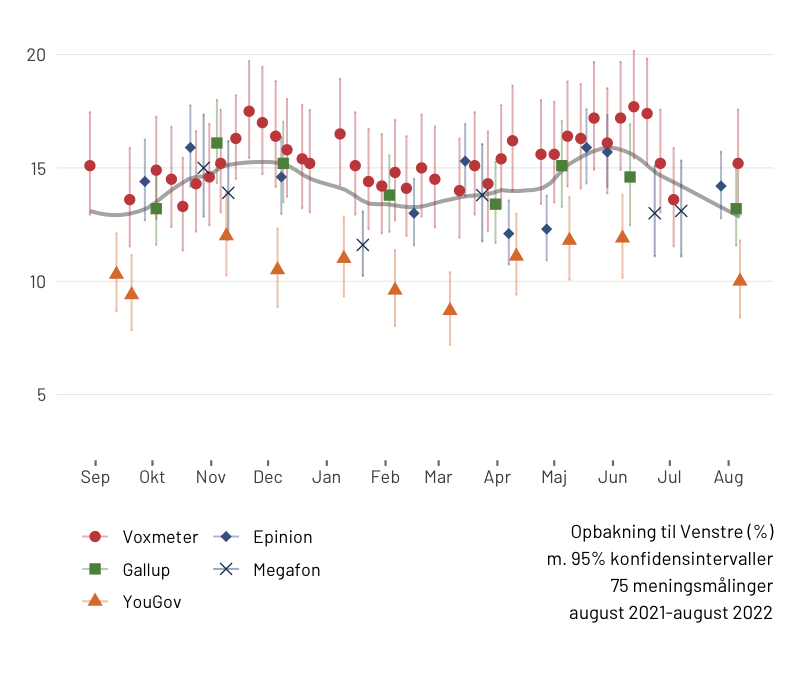 20
15
10
5
Sep Okt Nov Dec Jan Feb Mar Apr Maj Jun Jul Aug
Voxmeter Epinion
Gallup Megafon
YouGov
Opbakning til Venstre (%)
m. 95% konfidensintervaller
75 meningsmålinger
august 2021-august 2022